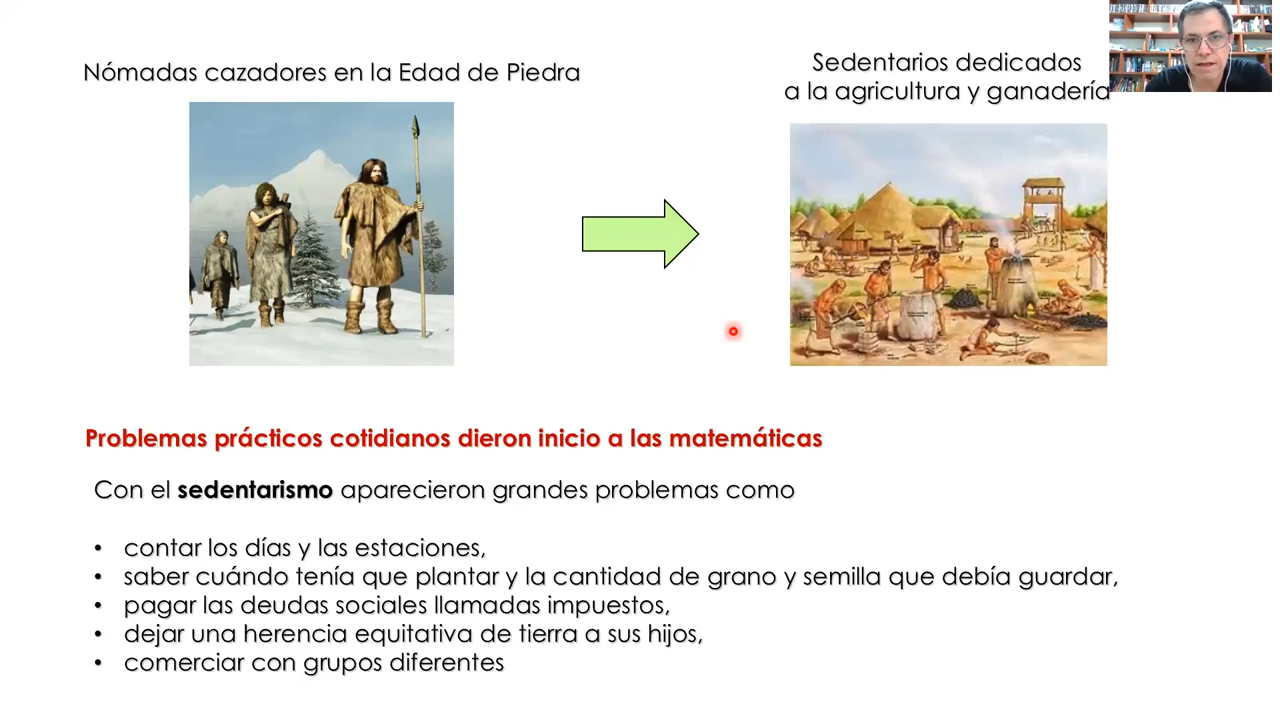 Nómadas cazadores en la Edad de Piedra
Sedentarios dedicados
a la agricultura y ganadería
Problemas prácticos cotidianos dieron inicio a las matemáticas
Con el sedentarismo aparecieron grandes problemas como
• contar los días y las estaciones,
• saber cuándo tenía que plantar y la cantidad de grano y semilla que debía guardar,
• pagar las deudas sociales llamadas impuestos,
• dejar una herencia equitativa de tierra a sus hijos,
• comerciar con grupos diferentes